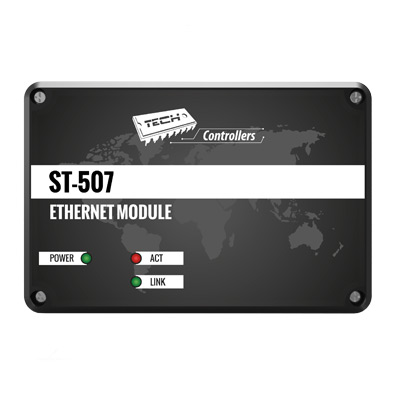 TECH
Controllers
ST-507
ETHERNET MODULE
POWER
ACT
LINK